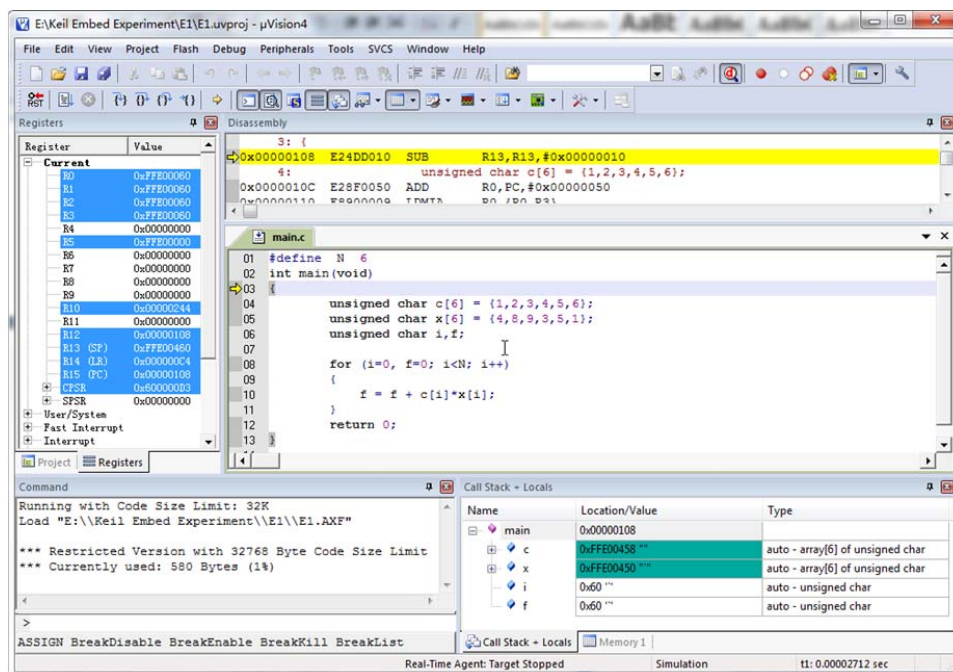 E:\Keil Embed Experiment\E1\E1.uvproj - µVision4
File Edit View Project Flash Debug Peripherals Tools SVCS Window Help
Registers
Register Value
Current
R0 0xFFE00060
R1 0xFFE00060
R2 0xFFE00060
R3 0xFFE00060
R4 0x00000000
R5 0xFFE00000
R6 0x00000000
R7 0x00000000
R8 0x00000000
R9 0x00000000
R10 0x00000244
R11 0x00000000
R12 0x00000108
R13 (SP) 0xFFE00460
R14 (LR) 0x000000C4
R15 (PC) 0x00000108
CPSR 0x600000D3
SPSR 0x00000000
User/System
Fast Interrupt
Interrupt
Project Registers
Disassembly
3: {
0x00000108 E24DD010 SUB R13,R13,#0x00000010
4: unsigned char c[6] = {1,2,3,4,5,6};
0x0000010C E28F0050 ADD R0,PC,#0x00000050
main.c
01 #define N 6
02 int main(void)
03 {
04 unsigned char c[6] = {1,2,3,4,5,6};
05 unsigned char x[6] = {4,8,9,3,5,1};
06 unsigned char i,f;
07
08 for (i=0, f=0; i<N; i++)
09 {
10 f = f + c[i]*x[i];
11 }
12 return 0;
13 }
Command
Running with Code Size Limit: 32K
Load "E:\\Keil Embed Experiment\\E1\\E1.AXF"
*** Restricted Version with 32768 Byte Code Size Limit
*** Currently used: 580 Bytes (1%)
>
ASSIGN BreakDisable BreakEnable BreakKill BreakList
Call Stack + Locals
Name Location/Value Type
main 0x00000108
c 0xFFE00458 "" auto - array[6] of unsigned char
x 0xFFE00450 "" auto - array[6] of unsigned char
i 0x60 '`' auto - unsigned char
f 0x60 '`' auto - unsigned char
Call Stack + Locals Memory 1
Real-Time Agent: Target Stopped Simulation t1: 0.00002712 sec